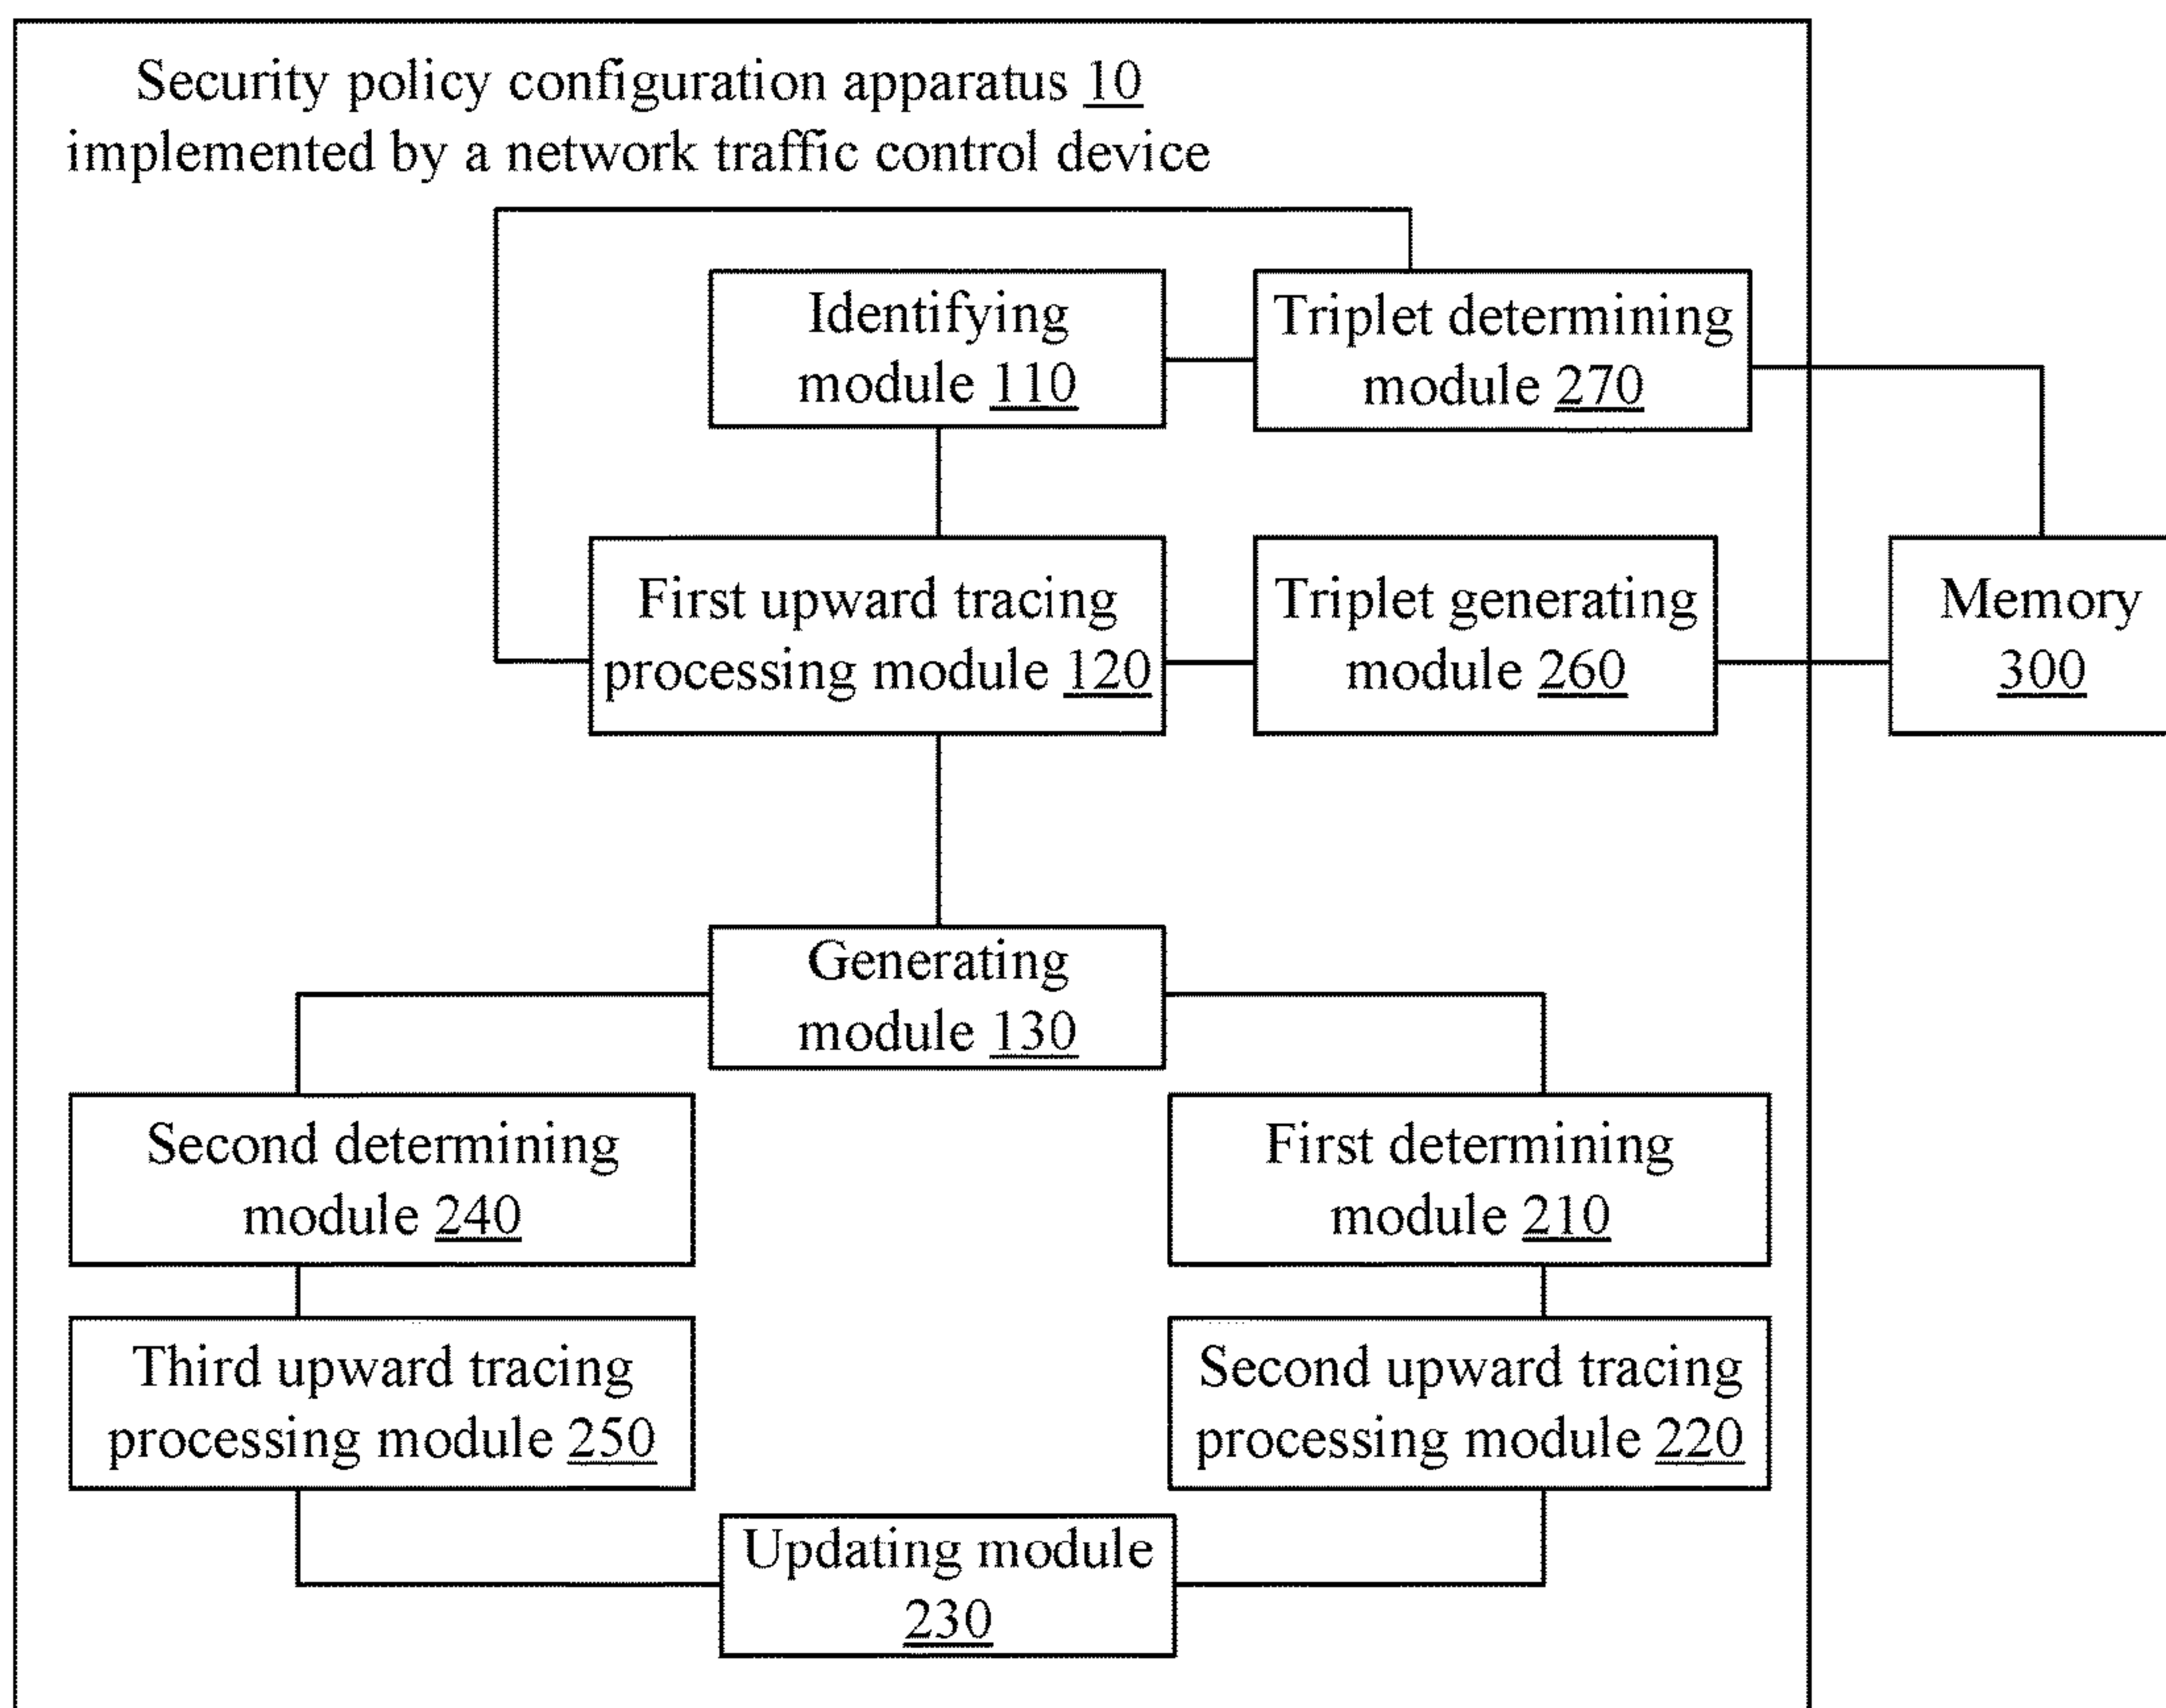 Security policy configuration apparatus 10
implemented by a network traffic control device
Identifying
module 110
Triplet determining
module 270
First upward tracing
processing module 120
Triplet generating
module 260
Memory
300
Generating
module 130
Second determining
module 240
First determining
module 210
Third upward tracing
processing module 250
Second upward tracing
processing module 220
Updating module
230